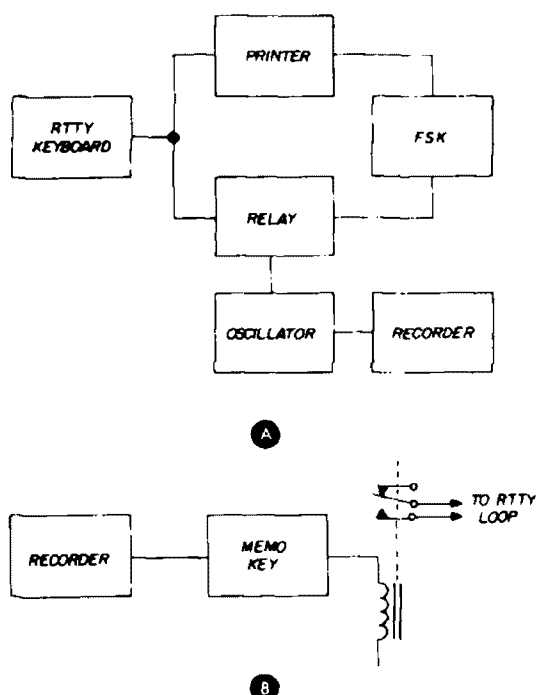 PRINTER
RTTY
KEYBOARD
FSK
RELAY
OSCILLATOR
RECORDER
A
TO RTTY
LOOP
RECORDER
MEMO
KEY
B